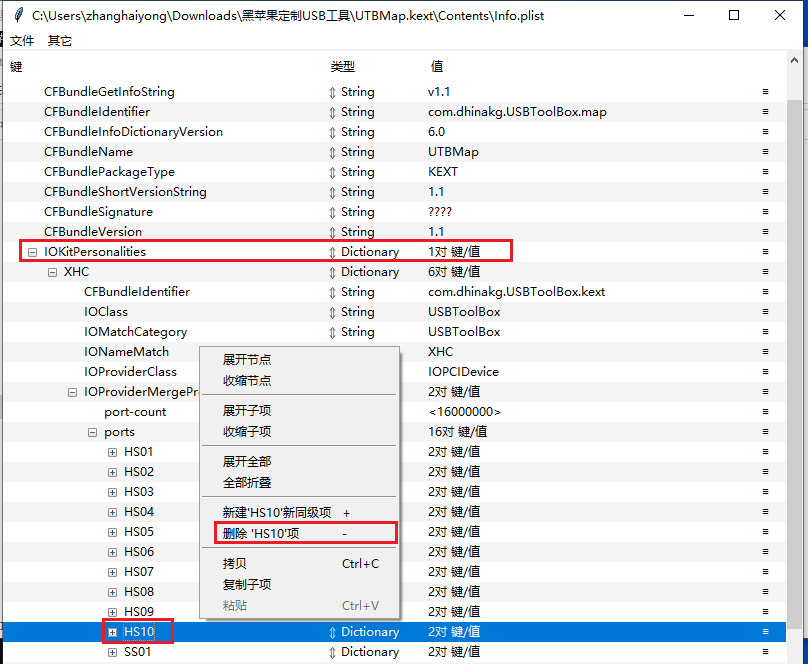 C:\Users\zhanghaiyong\Downloads\黑苹果定制USB工具\UTBMap.kext\Contents\Info.plist
文件 其它
键 类型 值
CFBundleGetInfoString String v1.1
CFBundleIdentifier String com.dhinakg.USBToolBox.map
CFBundleInfoDictionaryVersion String 6.0
CFBundleName String UTBMap
CFBundlePackageType String KEXT
CFBundleShortVersionString String 1.1
CFBundleSignature String ????
CFBundleVersion String 1.1
IOKitPersonalities Dictionary 1对 键/值
XHC Dictionary 6对 键/值
CFBundleIdentifier String com.dhinakg.USBToolBox.kext
IOClass String USBToolBox
IOMatchCategory String USBToolBox
IONameMatch XHC
IOProviderClass IOPCIDevice
IOProviderMergePr 2对 键/值
port-count <16000000>
ports 16对 键/值
HS01 2对 键/值
HS02 2对 键/值
HS03 2对 键/值
HS04 2对 键/值
HS05 2对 键/值
HS06 2对 键/值
HS07 2对 键/值
HS08 2对 键/值
HS09 2对 键/值
HS10 Dictionary 2对 键/值
SS01 Dictionary 2对 键/值
展开节点
收缩节点
展开子项
收缩子项
展开全部
全部折叠
新建'HS10'新同级项 +
删除 'HS10'项 -
拷贝 Ctrl+C
复制子项
粘贴 Ctrl+V